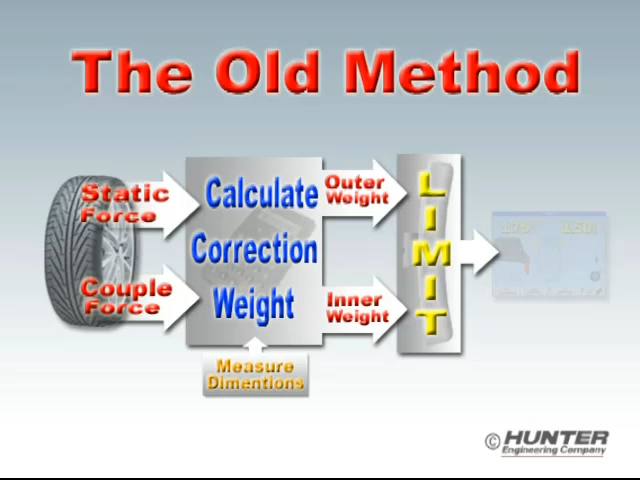 The Old Method
Static
Force
Couple
Force
Calculate
Correction
Weight
Outer
Weight
Inner
Weight
LIMIT
Measure
Dimentions
© HUNTER
Engineering Company